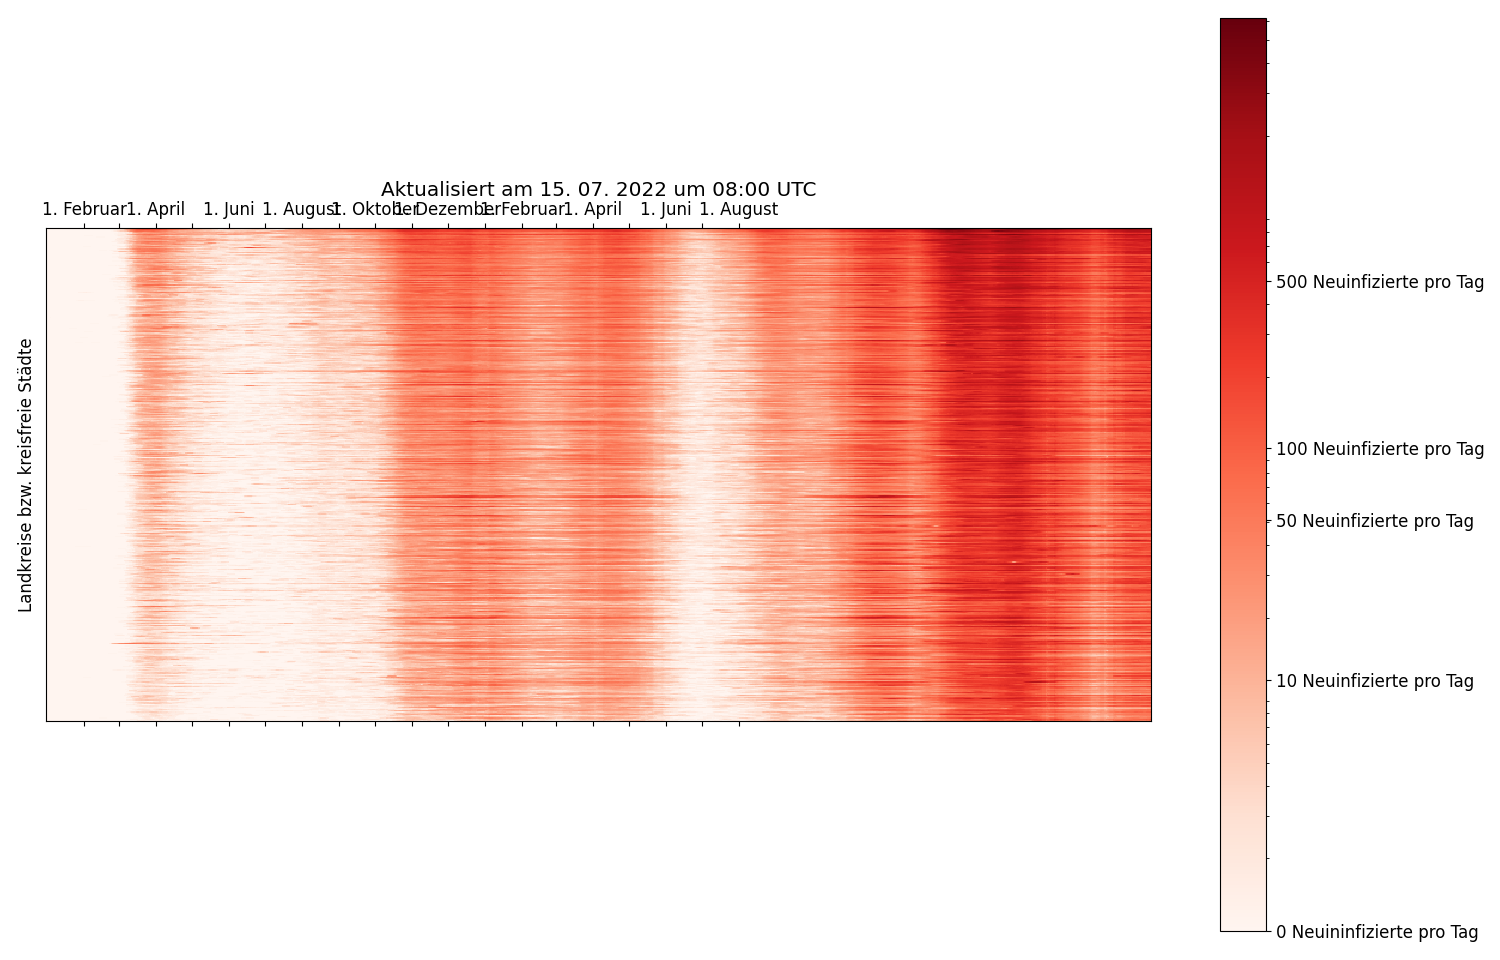 Aktualisiert am 15. 07. 2022 um 08:00 UTC
1. Februar 1. April 1. Juni 1. August 1. Oktober 1. Dezember 1. Februar 1. April 1. Juni 1. August
Landkreise bzw. kreisfreie Städte
500 Neuinfizierte pro Tag
100 Neuinfizierte pro Tag
50 Neuinfizierte pro Tag
10 Neuinfizierte pro Tag
0 Neuininfizierte pro Tag